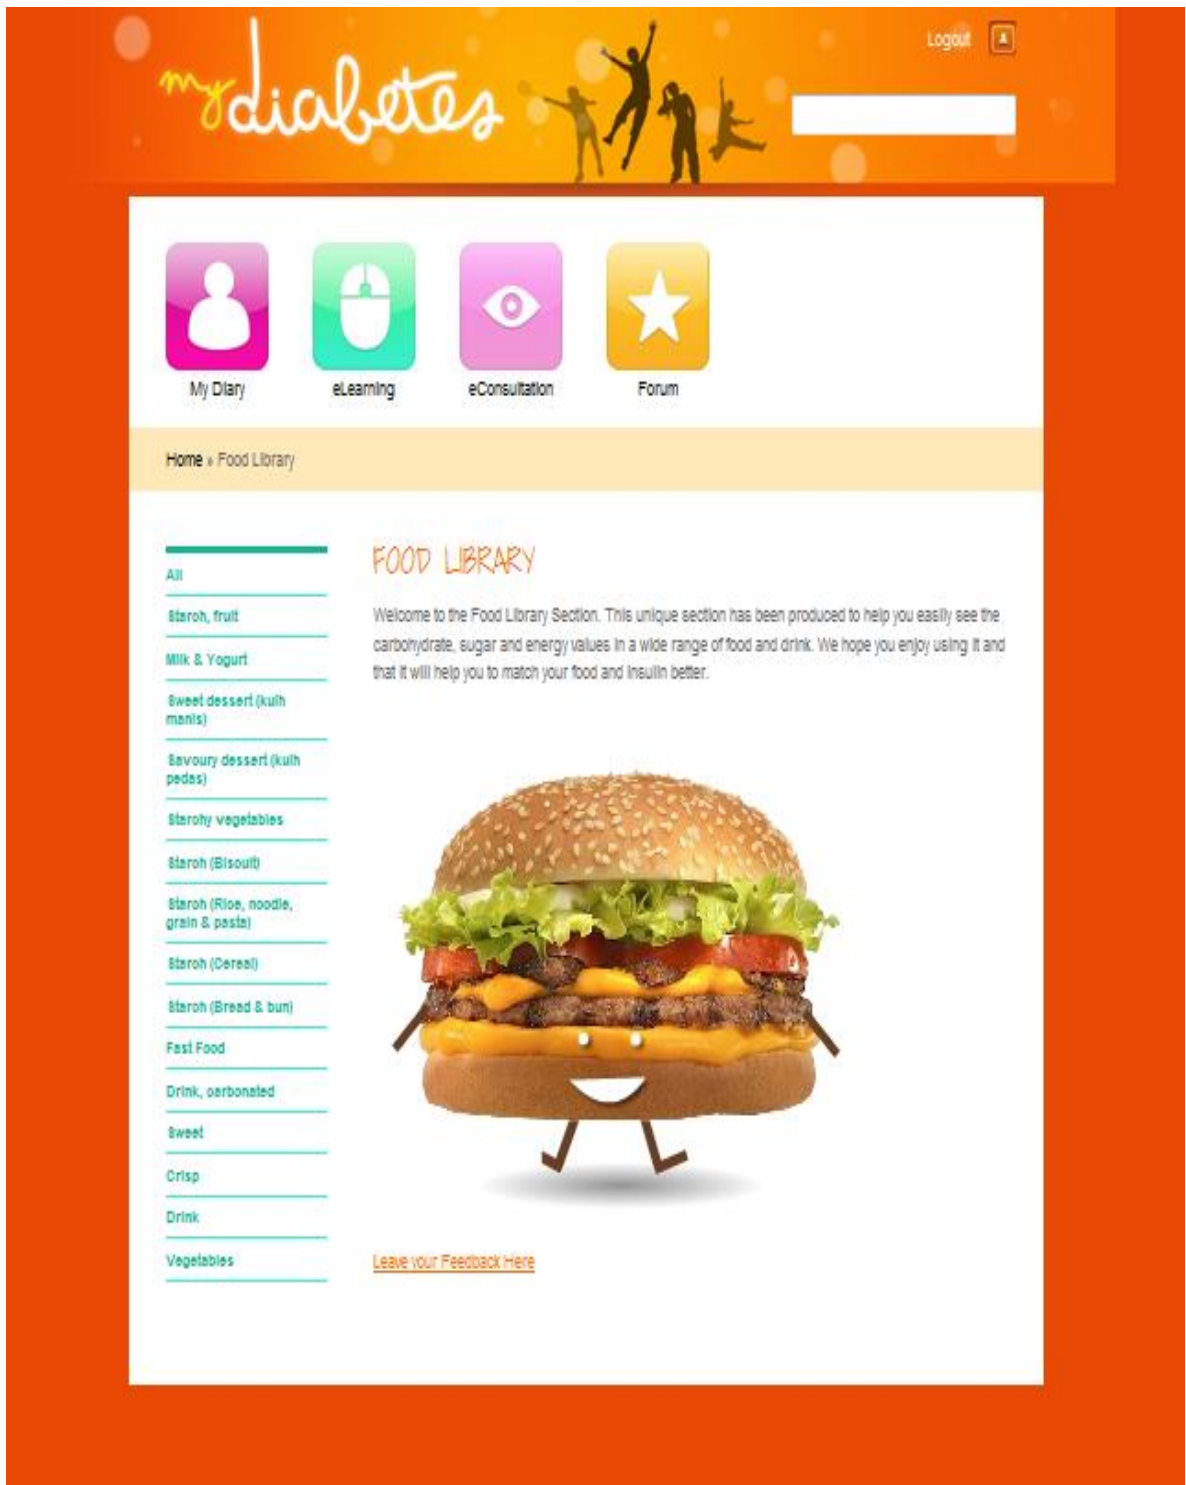 my diabetes
Logout
A
My Diary
eLearning
eConsultation
Forum
Home » Food Library
All
Starch, fruit
Milk & Yogurt
Sweet dessert (kuih
manis)
Savoury dessert (kuih
pedas)
Starchy vegetables
Starch (Biscuit)
Starch (Rice, noodle,
grain & pasta)
Starch (Cereal)
Starch (Bread & bun)
Fast Food
Drink, carbonated
Sweet
Crisp
Drink
Vegetables
FOOD LIBRARY
Welcome to the Food Library Section. This unique section has been produced to help you easily see the
carbohydrate, sugar and energy values in a wide range of food and drink. We hope you enjoy using it and
that it will help you to match your food and insulin better.
Leave your Feedback Here